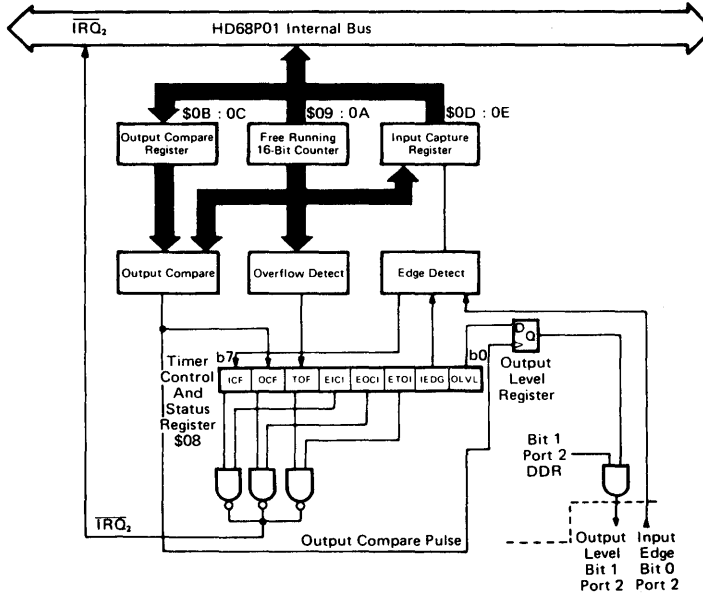 IRQ₂
HD68P01 Internal Bus
$0B : 0C
$09 : 0A
$0D : 0E
Output Compare
Register
Free Running
16-Bit Counter
Input Capture
Register
Output Compare
Overflow Detect
Edge Detect
b7
b0
D
Q
Timer
Control
And
Status
Register
$08
ICF
OCF
TOF
EICI
EOCI
ETOI
IEDG
OLVL
Output
Level
Register
Bit 1
Port 2
DDR
IRQ₂
Output Compare Pulse
Output
Level
Bit 1
Port 2
Input
Edge
Bit 0
Port 2